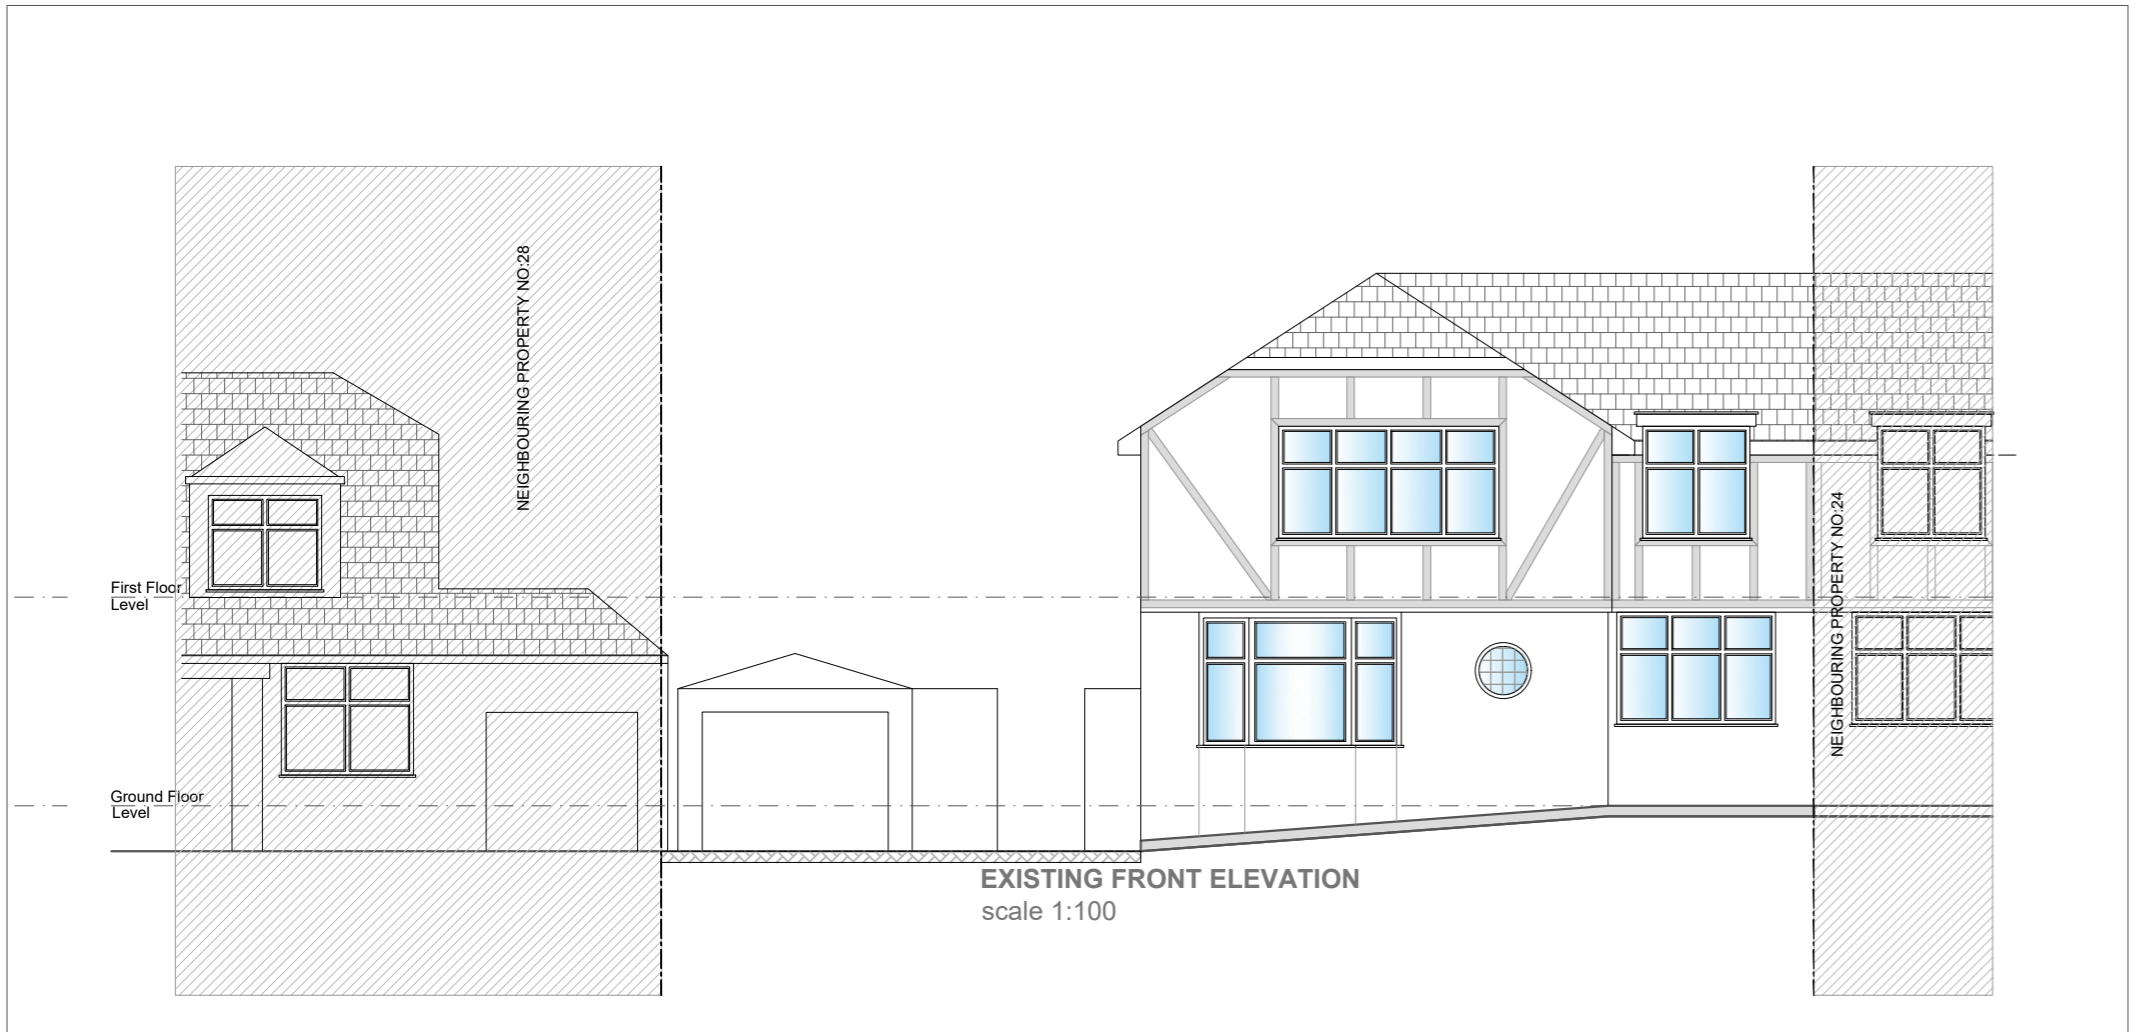 NEIGHBOURING PROPERTY NO:28
First Floor
Level
NEIGHBOURING PROPERTY NO:24
Ground Floor
Level
EXISTING FRONT ELEVATION
scale 1:100